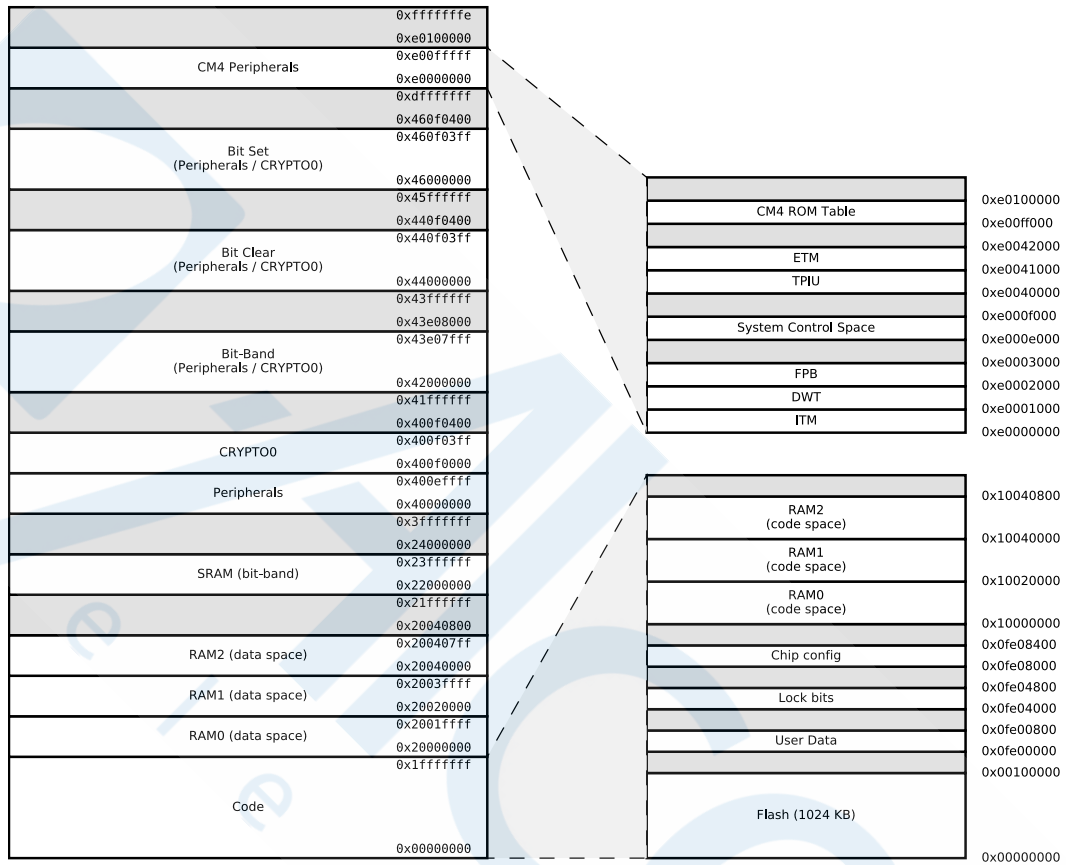 0xfffffffe
0xe0100000
0xe00fffff
CM4 Peripherals
0xe0000000
0xdfffffff
0x460f0400
0x460f03ff
Bit Set
(Peripherals / CRYPTO0)
0x46000000
0x45ffffff
0x440f0400
0x440f03ff
Bit Clear
(Peripherals / CRYPTO0)
0x44000000
0x43ffffff
0x43e08000
0x43e07fff
Bit-Band
(Peripherals / CRYPTO0)
0x42000000
0x41ffffff
0x400f0400
0x400f03ff
CRYPTO0
0x400f0000
0x400effff
Peripherals
0x40000000
0x3fffffff
0x24000000
0x23ffffff
SRAM (bit-band)
0x22000000
0x21ffffff
0x20040800
0x200407ff
RAM2 (data space)
0x20040000
0x2003ffff
RAM1 (data space)
0x20020000
0x2001ffff
RAM0 (data space)
0x20000000
0x1fffffff
Code
0x00000000
0xe0100000
CM4 ROM Table
0xe00ff000
0xe0042000
ETM
0xe0041000
TPIU
0xe0040000
0xe000f000
System Control Space
0xe000e000
0xe0003000
FPB
0xe0002000
DWT
0xe0001000
ITM
0xe0000000
0x10040800
RAM2
(code space)
0x10040000
RAM1
(code space)
0x10020000
RAM0
(code space)
0x10000000
0x0fe08400
Chip config
0x0fe08000
0x0fe04800
Lock bits
0x0fe04000
0x0fe00800
User Data
0x0fe00000
0x00100000
Flash (1024 KB)
0x00000000